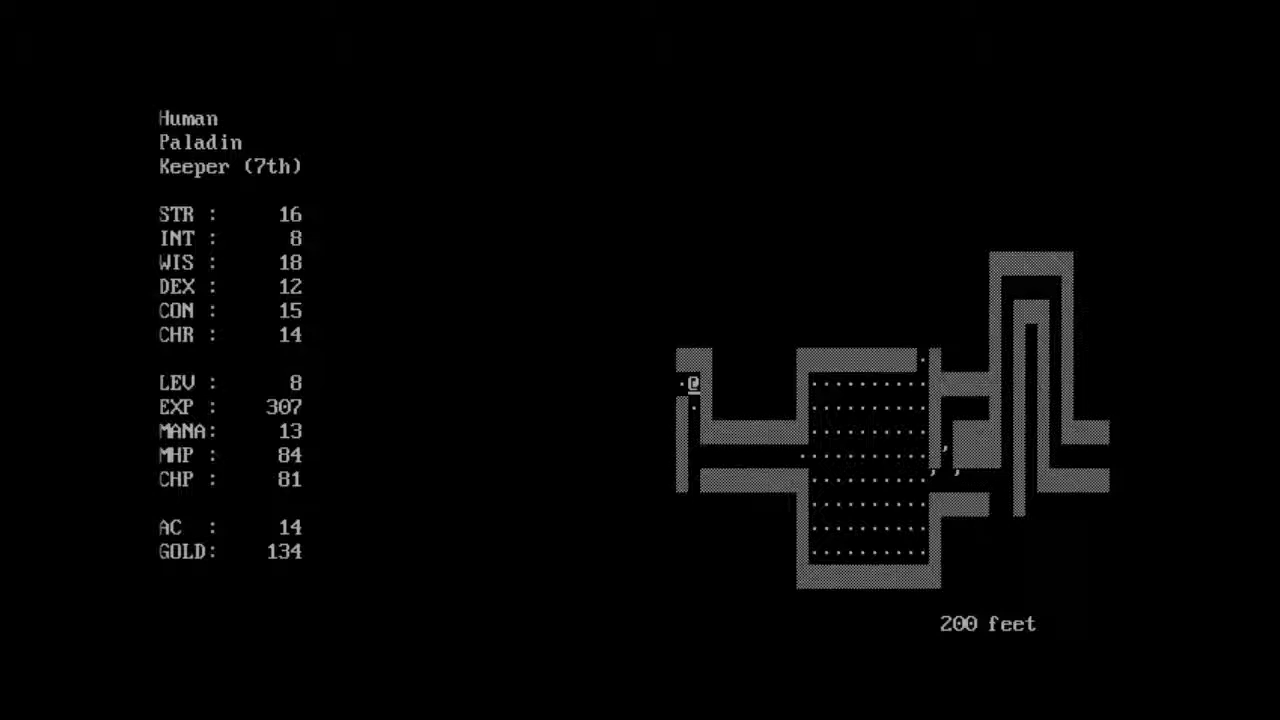 Human
Paladin
Keeper (7th)
STR : 16
INT : 8
WIS : 18
DEX : 12
CON : 15
CHR : 14
LEV : 8
EXP : 307
MANA: 13
MHP : 84
CHP : 81
AC : 14
GOLD: 134
@
200 feet